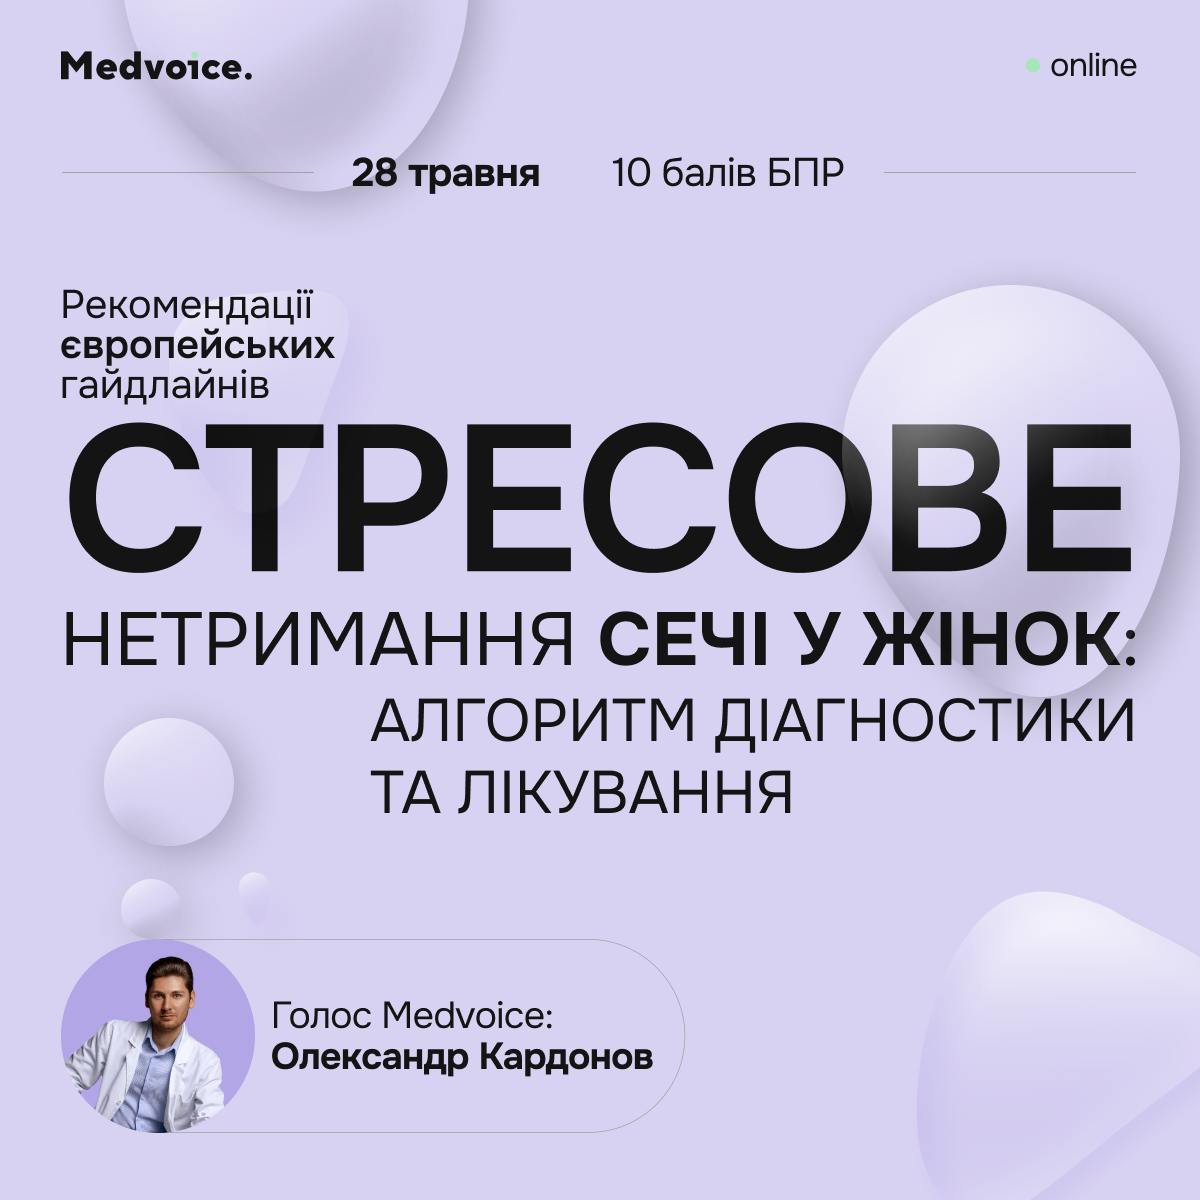 Medvoice.
online
28 травня
10 балів БПР
Рекомендації
європейських
гайдлайнів
СТРЕСОВЕ
НЕТРИМАННЯ СЕЧІ У ЖІНОК:
АЛГОРИТМ ДІАГНОСТИКИ
ТА ЛІКУВАННЯ
Голос Medvoice:
Олександр Кардонов